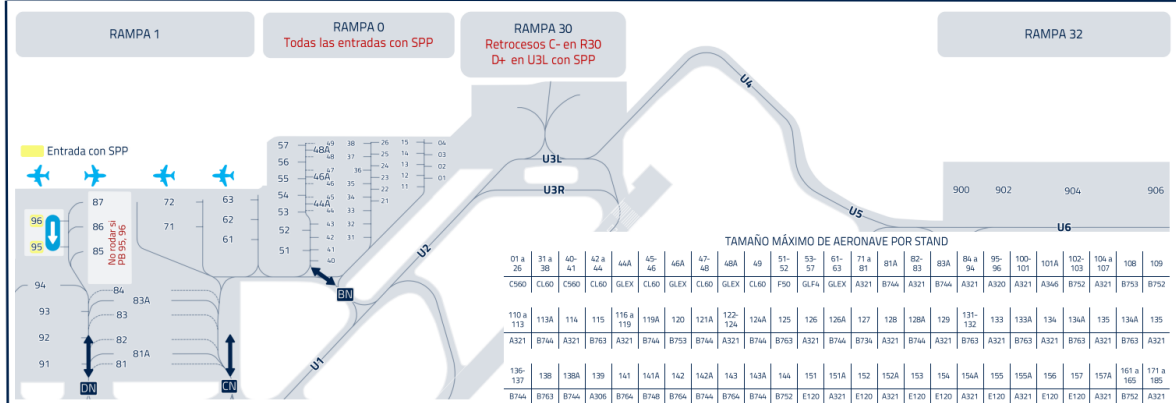 RAMPA 1
RAMPA 0
Todas las entradas con SPP
RAMPA 30
Retrocesos C- en R30
D+ en U3L con SPP
RAMPA 32
Entrada con SPP
U4
U3L
U3R
U5
U6
U2
U1
900 902 904 906
57 49 38 26 15 04
48A
56 48 37 25 14 03
55 47 36 24 13 02
46A
54 46 35 23 12 01
45 34 22 11
44A
53 44 33 21
52 43 32
42
51 41 31
40
BN
96
95
87
86
85
No rodar si
PB 95, 96
72
71
63
62
61
94
93
92
91
84
83A
83
82
81A
81
DN
CN
TAMAÑO MÁXIMO DE AERONAVE POR STAND
01 a 26 31 a 38 40-41 42 a 44 44A 45-46 46A 47-48 48A 49 51-52 53-57 61-63 71 a 81 81A 82-83 83A 84 a 94 95-96 100-101 101A 102-103 104 a 107 108 109
C560 CL60 C560 CL60 GLEX CL60 GLEX CL60 GLEX CL60 F50 GLF4 GLEX A321 B744 A321 B744 A321 A320 A321 A346 B752 A321 B753 B752
110 a 113 113A 114 115 116 a 119 119A 120 121A 122-124 124A 125 126 126A 127 128 128A 129 131-132 133 133A 134 134A 135 134A 135
A321 B744 A321 B763 A321 B744 B753 B744 A321 B744 B763 A321 B744 B734 A321 B744 A321 B763 A321 B763 A321 B763 A321 B763 A321
136-137 138 138A 139 141 141A 142 142A 143 143A 144 151 151A 152 152A 153 154 154A 155 155A 156 157 157A 161 a 165 171 a 185
B744 B763 B744 A306 B764 B748 B764 B744 B764 B744 B752 E120 A321 E120 A321 E120 E120 A321 E120 A321 E120 E120 A321 B752 A321